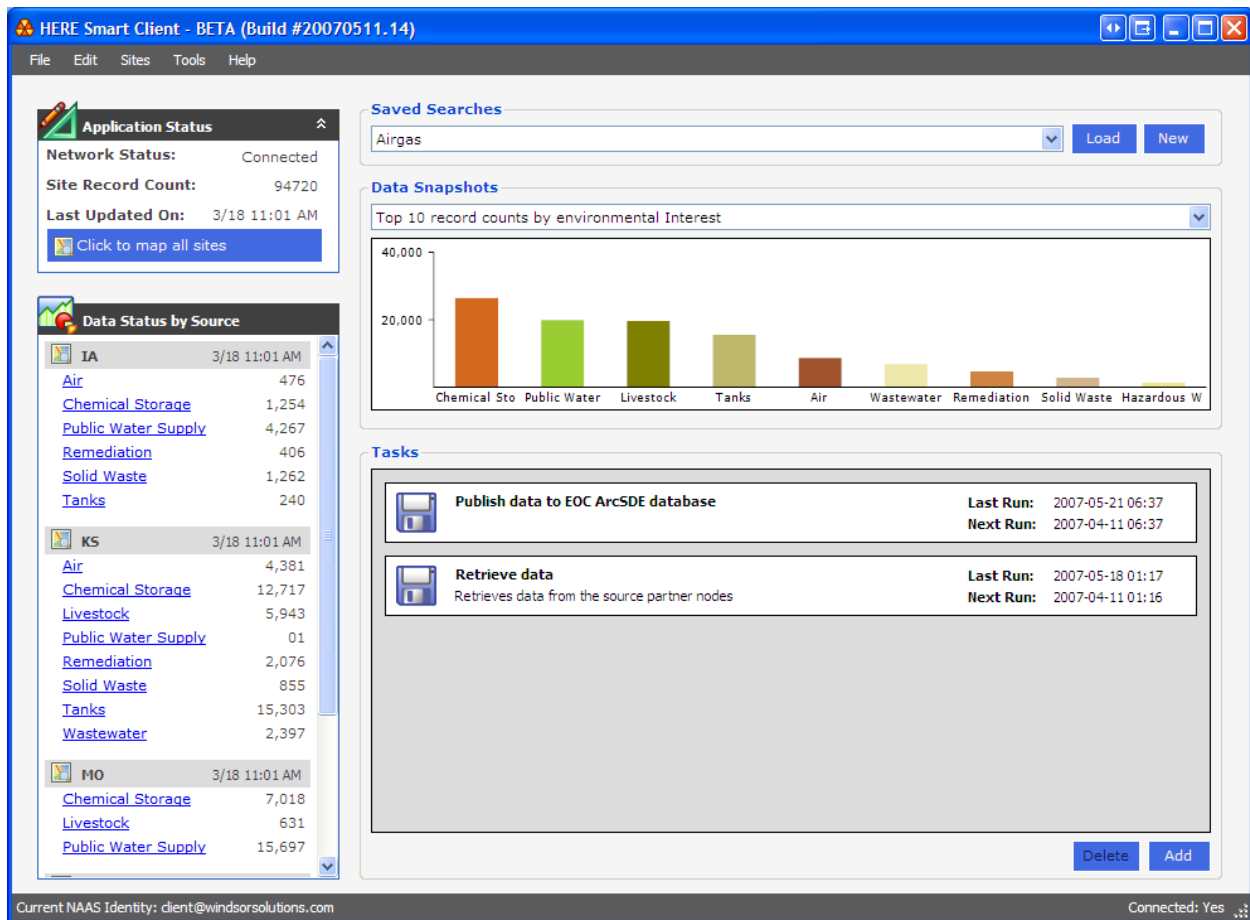 HERE Smart Client - BETA (Build #20070511.14)
File Edit Sites Tools Help
Application Status
Network Status: Connected
Site Record Count: 94720
Last Updated On: 3/18 11:01 AM
Click to map all sites
Data Status by Source
IA 3/18 11:01 AM
Air 476
Chemical Storage 1,254
Public Water Supply 4,267
Remediation 406
Solid Waste 1,262
Tanks 240
KS 3/18 11:01 AM
Air 4,381
Chemical Storage 12,717
Livestock 5,943
Public Water Supply 01
Remediation 2,076
Solid Waste 855
Tanks 15,303
Wastewater 2,397
MO 3/18 11:01 AM
Chemical Storage 7,018
Livestock 631
Public Water Supply 15,697
Saved Searches
Airgas Load New
Data Snapshots
Top 10 record counts by environmental Interest
40,000
20,000
Chemical Sto Public Water Livestock Tanks Air Wastewater Remediation Solid Waste Hazardous W
Tasks
Publish data to EOC ArcSDE database Last Run: 2007-05-21 06:37
Next Run: 2007-04-11 06:37
Retrieve data Last Run: 2007-05-18 01:17
Retrieves data from the source partner nodes Next Run: 2007-04-11 01:16
Delete Add
Current NAAS Identity: client@windsorsolutions.com Connected: Yes